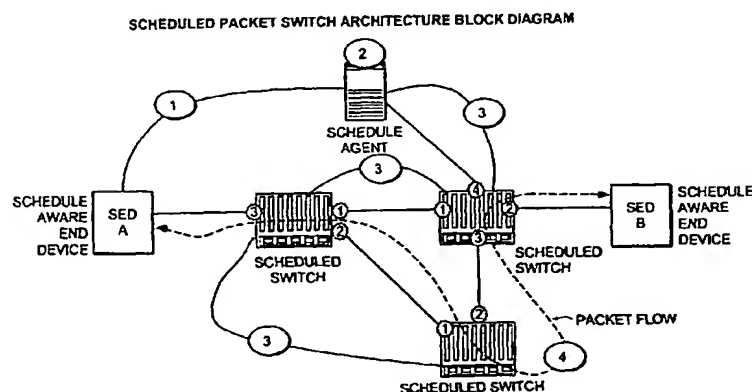 SCHEDULED PACKET SWITCH ARCHITECTURE BLOCK DIAGRAM
2
1
3
SCHEDULE
AGENT
3
4
SCHEDULE
AWARE
END
DEVICE
SED
A
3
1
2
SCHEDULED SWITCH
1
2
3
SCHEDULED
SWITCH
SED
B
SCHEDULE
AWARE
END
DEVICE
3
1
2
PACKET FLOW
4
SCHEDULED SWITCH